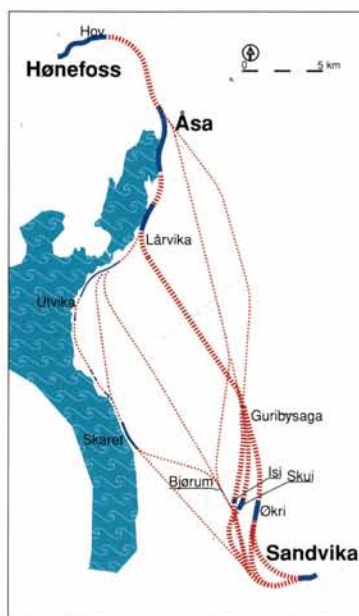 Hov
Hønefoss
0 5 km
Åsa
Lårvika
Utvika
Guribysaga
Skaret
Isi
Bjørum
Skui
Økri
Sandvika